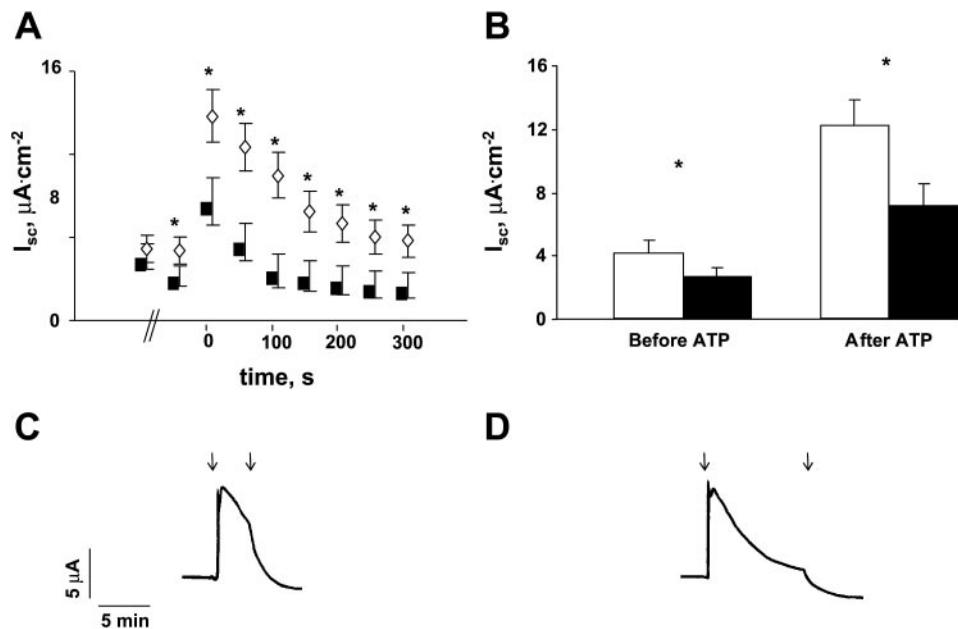 A
16
8
0
I_sc, µA·cm⁻²
* * * * * * * *
0 100 200 300
time, s
B
16
12
8
4
0
I_sc, µA·cm⁻²
* *
Before ATP After ATP
C
5 µA
5 min
D